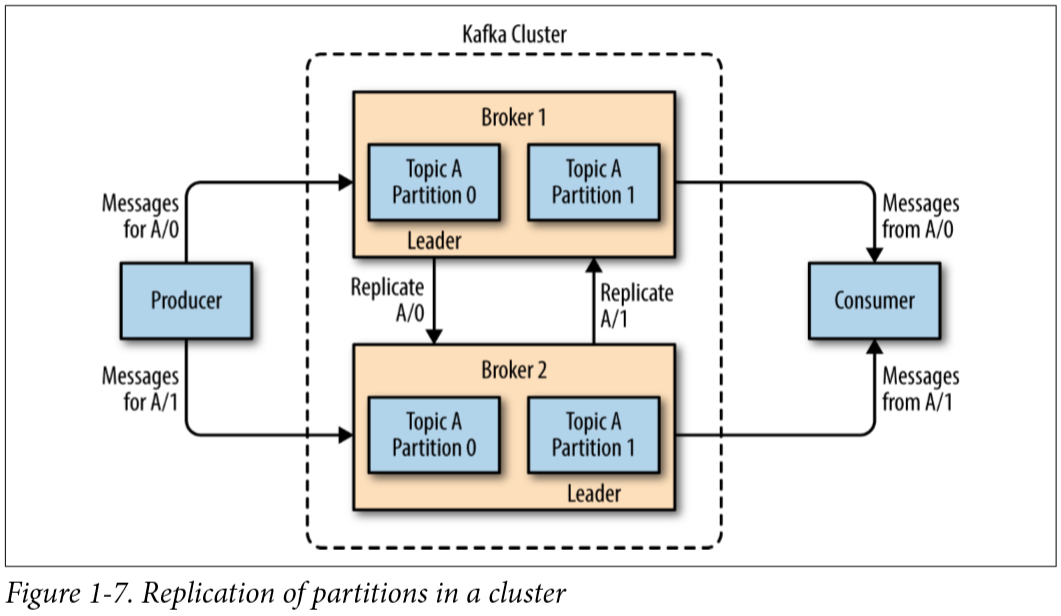 Kafka Cluster
Broker 1
Topic A
Partition 0
Topic A
Partition 1
Leader
Messages
for A/0
Messages
from A/0
Replicate
A/0
Replicate
A/1
Producer
Consumer
Messages
for A/1
Messages
from A/1
Broker 2
Topic A
Partition 0
Topic A
Partition 1
Leader
Figure 1-7. Replication of partitions in a cluster